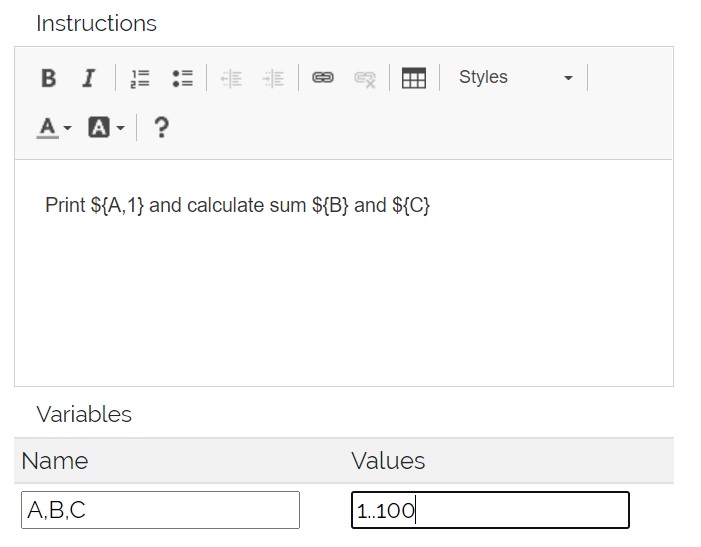 Instructions
B I Styles
A A ?
Print ${A,1} and calculate sum ${B} and ${C}
Variables
Name Values
A,B,C 1..100